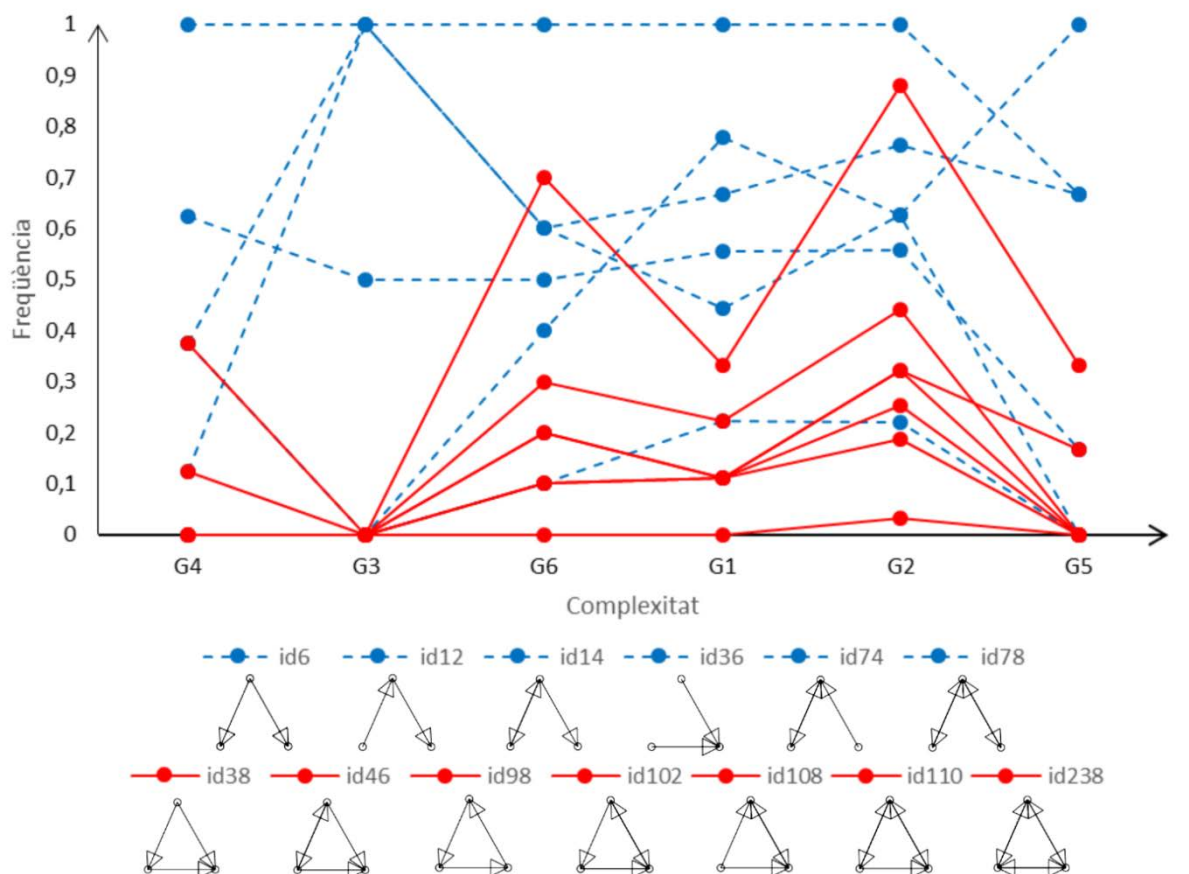 1
0,9
0,8
0,7
0,6
0,5
0,4
0,3
0,2
0,1
0
Freqüència
G4 G3 G6 G1 G2 G5
Complexitat
id6 id12 id14 id36 id74 id78
id38 id46 id98 id102 id108 id110 id238